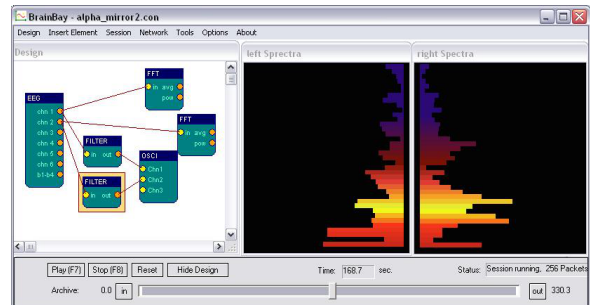 BrainBay - alpha_mirror2.con
Design Insert Element Session Network Tools Options About
Design
left Sprectra
right Spectra
FFT
in avg
pow
EEG
chn 1
chn 2
chn 3
chn 4
chn 5
chn 6
b1-b4
FFT
in avg
pow
FILTER
in out
OSCI
Chn1
Chn2
Chn3
FILTER
in out
Play (F7) Stop (F8) Reset Hide Design Time: 168.7 sec. Status: Session running, 256 Packets
Archive: 0.0 in out 330.3